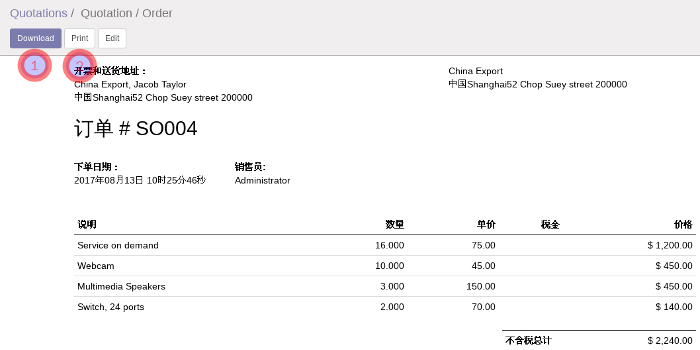 Quotations / Quotation / Order
Download Print Edit
1 2
开票和送货地址：
China Export, Jacob Taylor
中国Shanghai52 Chop Suey street 200000
China Export
中国Shanghai52 Chop Suey street 200000
订单 # SO004
下单日期： 销售员:
2017年08月13日 10时25分46秒 Administrator
说明 数量 单价 税金 价格
Service on demand 16.000 75.00 $ 1,200.00
Webcam 10.000 45.00 $ 450.00
Multimedia Speakers 3.000 150.00 $ 450.00
Switch, 24 ports 2.000 70.00 $ 140.00
不含税总计 $ 2,240.00